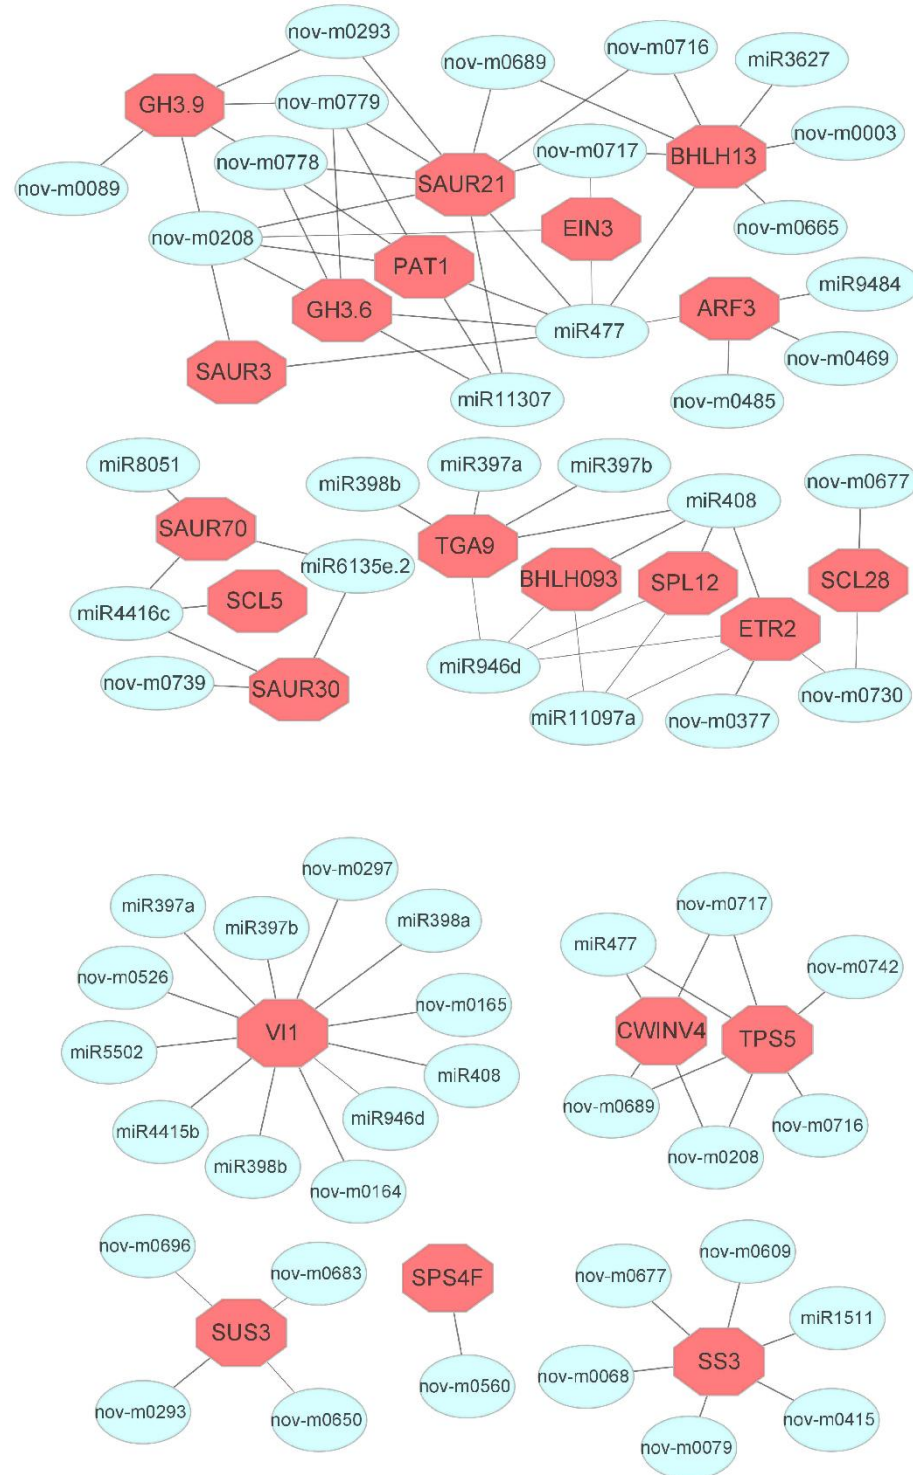 nov-m0293
nov-m0716
nov-m0689
miR3627
GH3.9
nov-m0779
nov-m0003
nov-m0778
nov-m0717
BHLH13
nov-m0089
SAUR21
nov-m0208
EIN3
nov-m0665
PAT1
miR9484
GH3.6
ARF3
miR477
nov-m0469
SAUR3
miR11307
nov-m0485
miR8051
miR397a
miR397b
miR398b
nov-m0677
miR408
SAUR70
TGA9
miR6135e.2
BHLH093
SPL12
SCL28
SCL5
miR4416c
ETR2
miR946d
nov-m0739
SAUR30
nov-m0730
miR11097a
nov-m0377
nov-m0297
miR397a
miR397b
miR398a
nov-m0717
miR477
nov-m0526
nov-m0742
nov-m0165
VI1
CWINV4
TPS5
miR5502
miR408
nov-m0689
miR946d
miR4415b
nov-m0716
nov-m0208
miR398b
nov-m0164
nov-m0696
nov-m0609
nov-m0683
SPS4F
nov-m0677
miR1511
SUS3
SS3
nov-m0068
nov-m0560
nov-m0293
nov-m0650
nov-m0415
nov-m0079